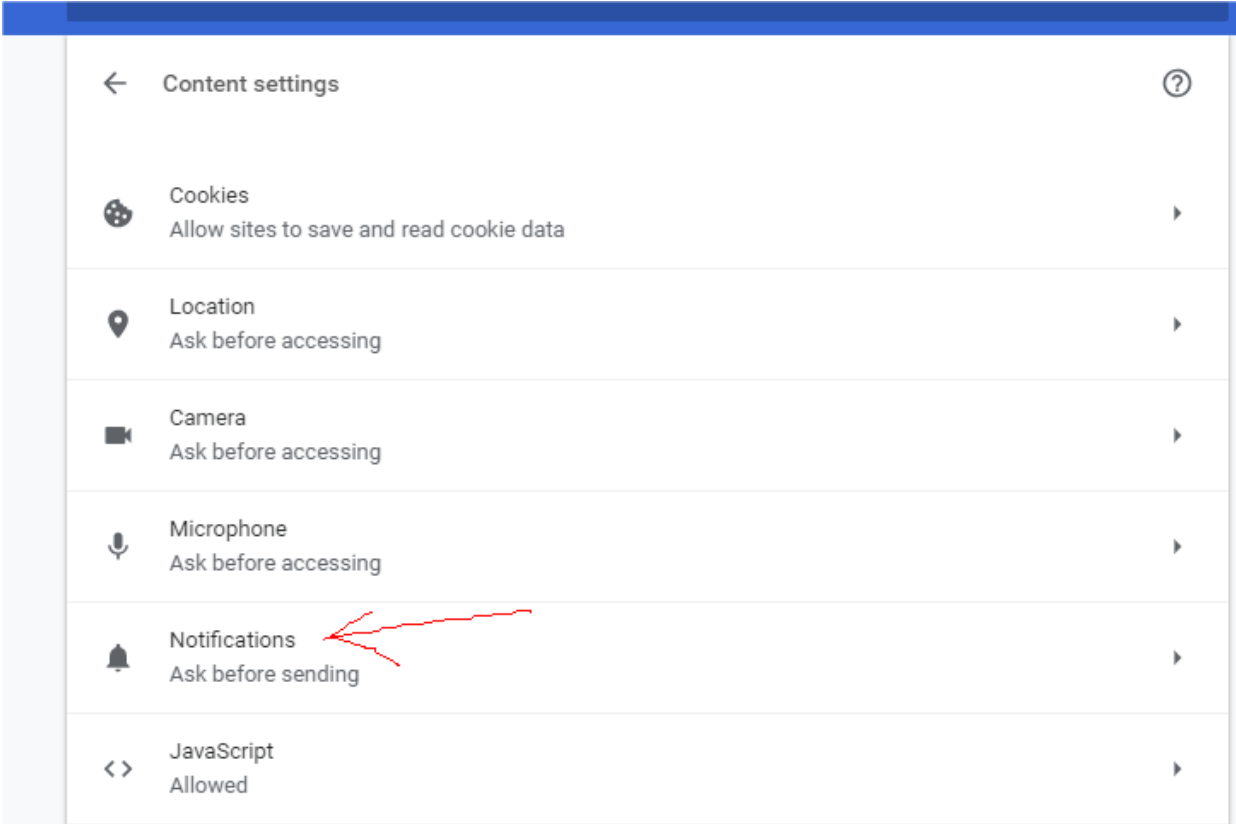 Content settings
Cookies
Allow sites to save and read cookie data
Location
Ask before accessing
Camera
Ask before accessing
Microphone
Ask before accessing
Notifications
Ask before sending
JavaScript
Allowed